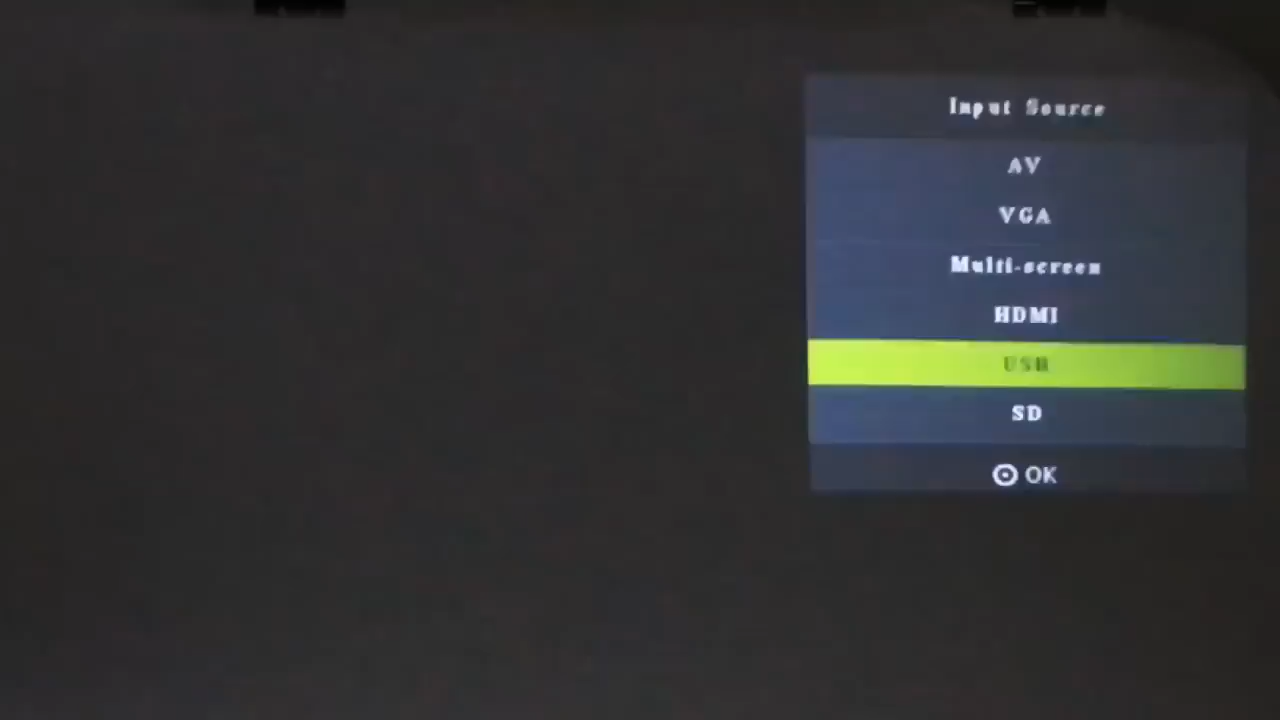 Input Source
AV
VGA
Multi-screen
HDMI
USB
SD
OK